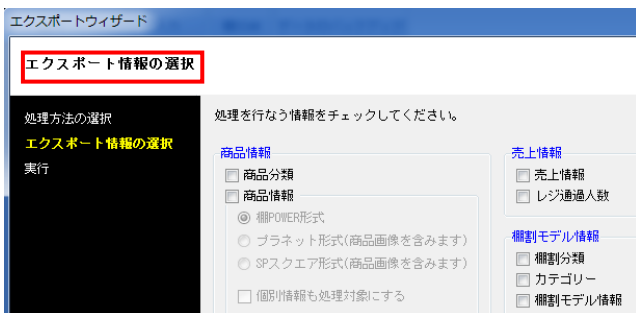 エクスポートウィザード
エクスポート情報の選択
処理方法の選択
エクスポート情報の選択
実行
処理を行なう情報をチェックしてください。
商品情報
商品分類
商品情報
棚POWER形式
プラネット形式(商品画像を含みます)
SPスクエア形式(商品画像を含みます)
個別情報も処理対象にする
売上情報
売上情報
レジ通過人数
棚割モデル情報
棚割分類
カテゴリー
棚割モデル情報